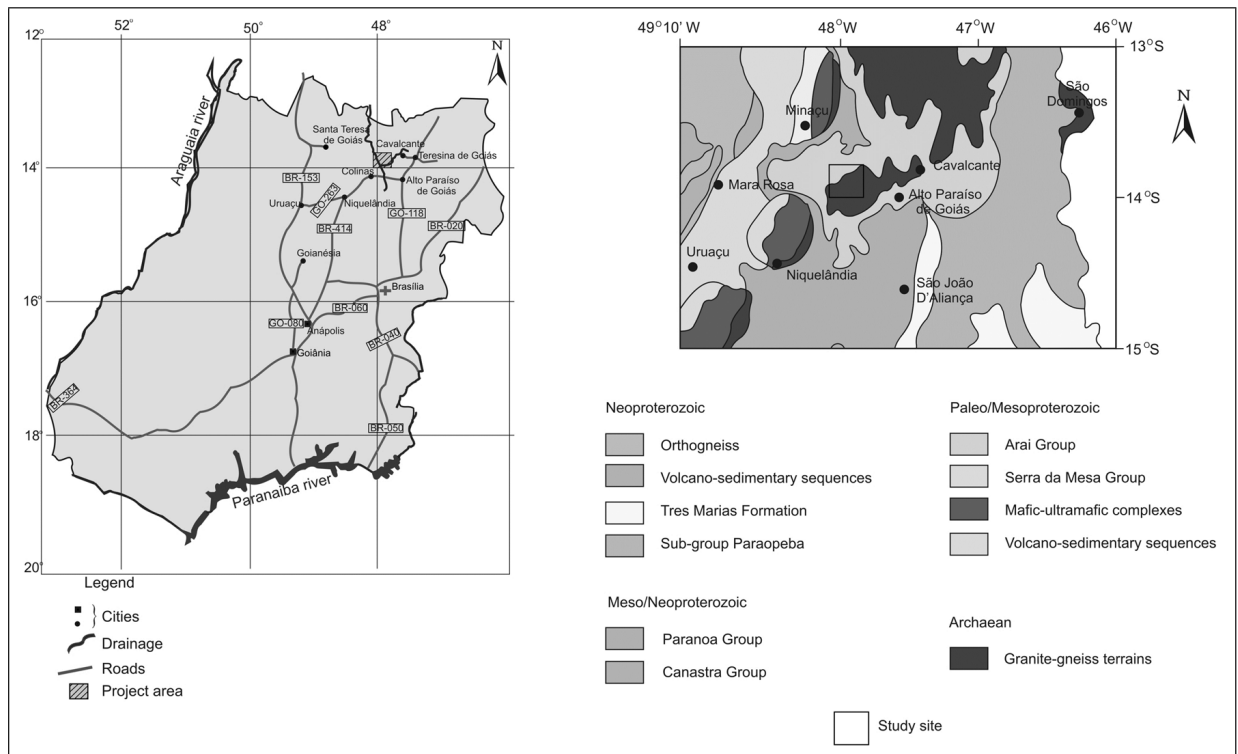 52°
50°
48°
12°
N
Araguaia river
Santa Teresa
de Goiás
Cavalcante
Teresina de Goiás
14°
Colinas
Alto Paraíso
de Goiás
BR-153
GO-263
Uruaçu
Niquelândia
GO-118
BR-414
BR-020
Goianésia
Brasília
16°
BR-060
GO-080
Anápolis
BR-040
Goiânia
BR-364
18°
BR-050
Paranaiba river
20°
Legend
Cities
Drainage
Roads
Project area
49°10'W
48°W
47°W
46°W
13°S
São
Domingos
N
Minaçu
Cavalcante
Mara Rosa
Alto Paraíso
de Goiás
14°S
Uruaçu
Niquelândia
São João
D'Aliança
15°S
Neoproterozoic
Orthogneiss
Volcano-sedimentary sequences
Tres Marias Formation
Sub-group Paraopeba
Meso/Neoproterozoic
Paranoa Group
Canastra Group
Paleo/Mesoproterozoic
Arai Group
Serra da Mesa Group
Mafic-ultramafic complexes
Volcano-sedimentary sequences
Archaean
Granite-gneiss terrains
Study site